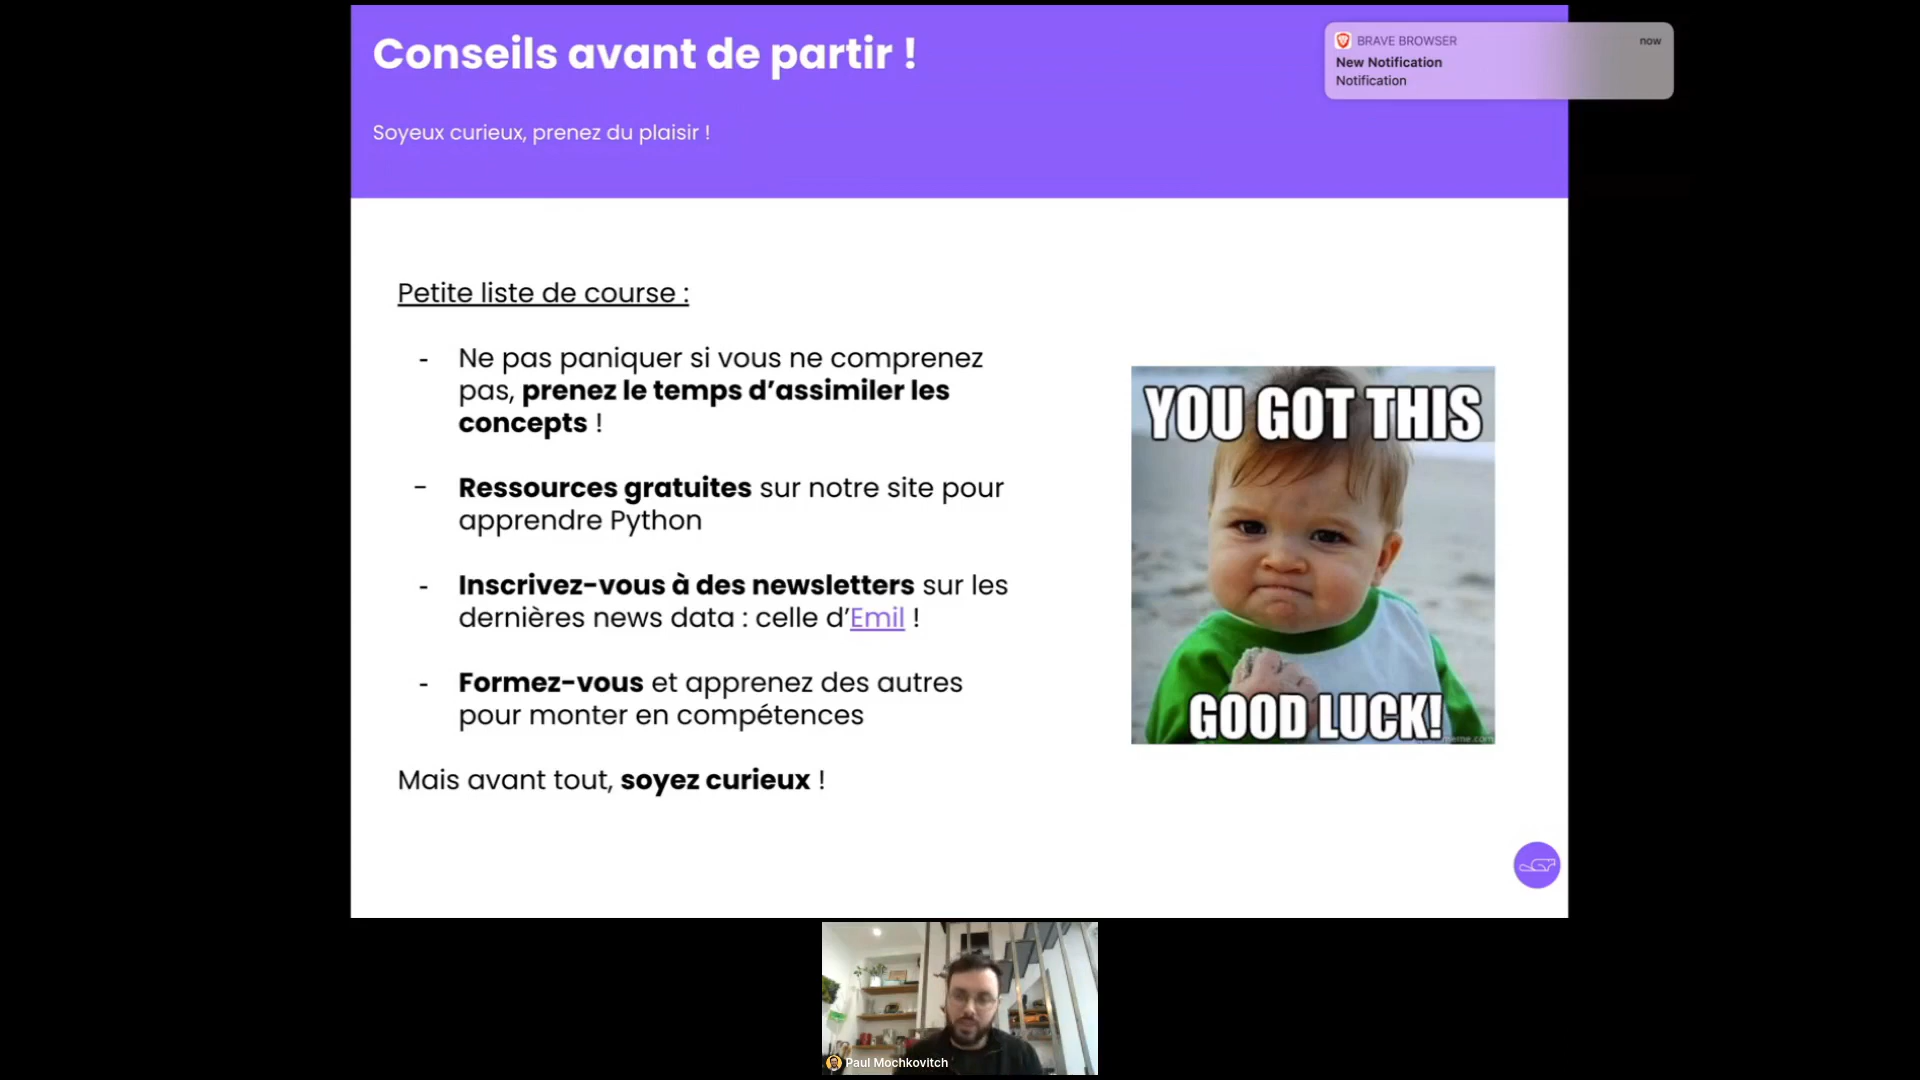 Conseils avant de partir !
Soyeux curieux, prenez du plaisir !
BRAVE BROWSER
now
New Notification
Notification
Petite liste de course :
- Ne pas paniquer si vous ne comprenez
pas, prenez le temps d’assimiler les
concepts !
- Ressources gratuites sur notre site pour
apprendre Python
- Inscrivez-vous à des newsletters sur les
dernières news data : celle d’Emil !
- Formez-vous et apprenez des autres
pour monter en compétences
Mais avant tout, soyez curieux !
YOU GOT THIS
GOOD LUCK!
Paul Mochkovitch